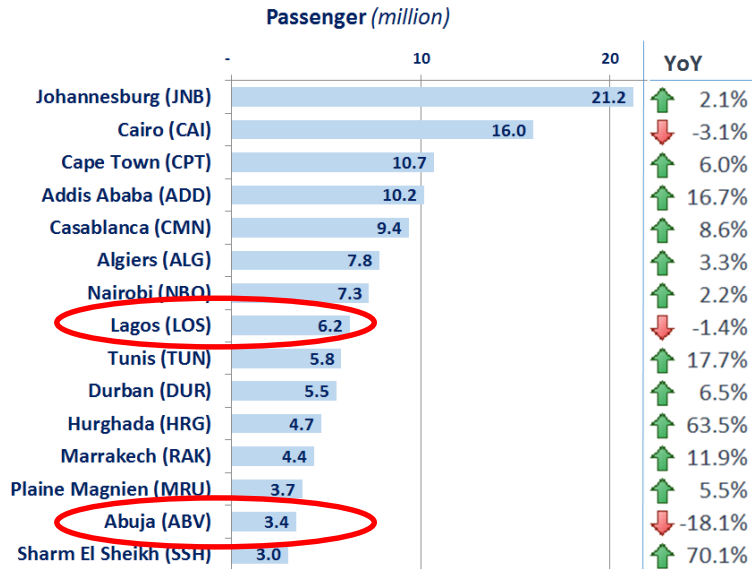 Passenger (million)
- 10 20 YoY
Johannesburg (JNB) 21.2 2.1%
Cairo (CAI) 16.0 -3.1%
Cape Town (CPT) 10.7 6.0%
Addis Ababa (ADD) 10.2 16.7%
Casablanca (CMN) 9.4 8.6%
Algiers (ALG) 7.8 3.3%
Nairobi (NBO) 7.3 2.2%
Lagos (LOS) 6.2 -1.4%
Tunis (TUN) 5.8 17.7%
Durban (DUR) 5.5 6.5%
Hurghada (HRG) 4.7 63.5%
Marrakech (RAK) 4.4 11.9%
Plaine Magnien (MRU) 3.7 5.5%
Abuja (ABV) 3.4 -18.1%
Sharm El Sheikh (SSH) 3.0 70.1%